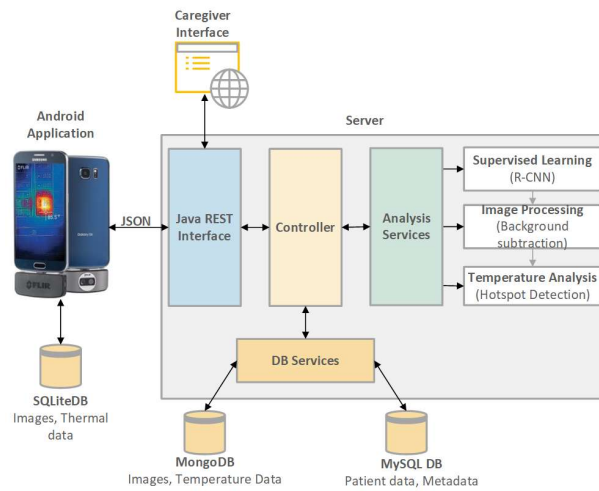 Caregiver
Interface
Android
Application
Server
Supervised Learning
(R-CNN)
JSON
Java REST
Interface
Controller
Analysis
Services
Image Processing
(Background
subtraction)
Temperature Analysis
(Hotspot Detection)
FLIR
DB Services
SQLiteDB
Images, Thermal
data
MongoDB
Images, Temperature Data
MySQL DB
Patient data, Metadata